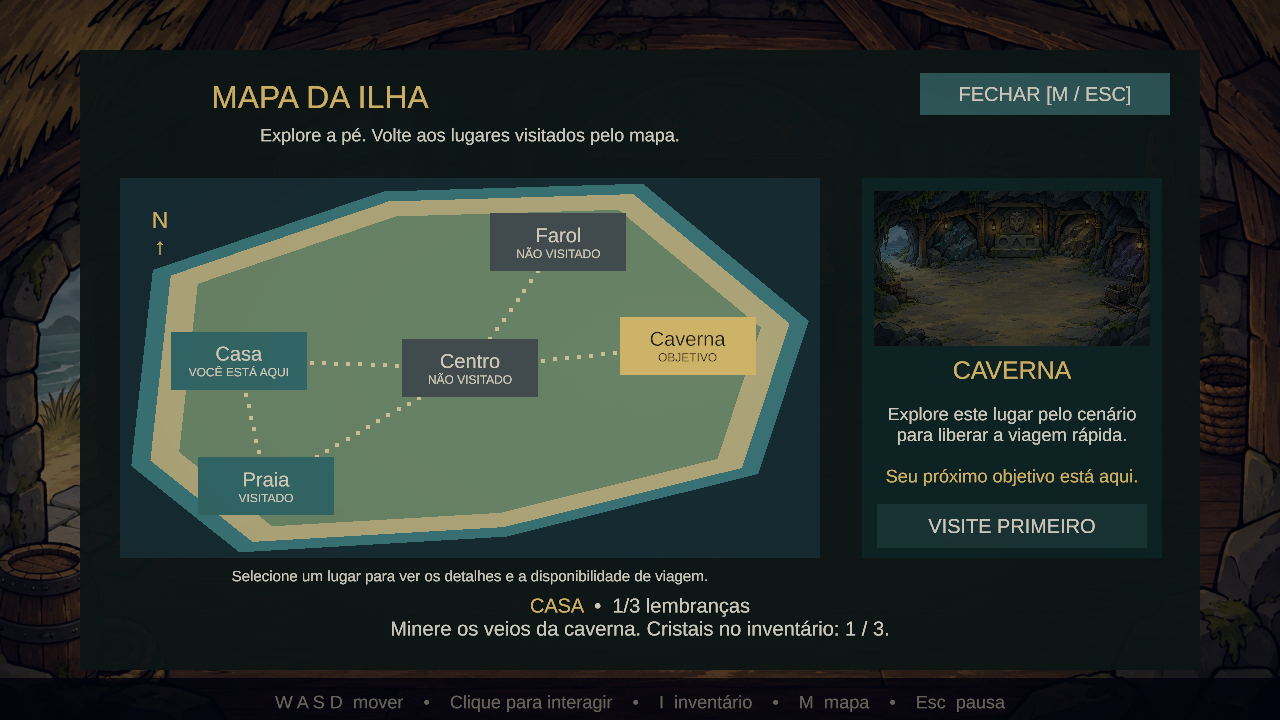 MAPA DA ILHA
FECHAR [M / ESC]
Explore a pé. Volte aos lugares visitados pelo mapa.
N
↑
Farol
NÃO VISITADO
Casa
VOCÊ ESTÁ AQUI
Centro
NÃO VISITADO
Caverna
OBJETIVO
Praia
VISITADO
CAVERNA
Explore este lugar pelo cenário
para liberar a viagem rápida.
Seu próximo objetivo está aqui.
VISITE PRIMEIRO
Selecione um lugar para ver os detalhes e a disponibilidade de viagem.
CASA • 1/3 lembranças
Minere os veios da caverna. Cristais no inventário: 1 / 3.
W A S D mover • Clique para interagir • I inventário • M mapa • Esc pausa